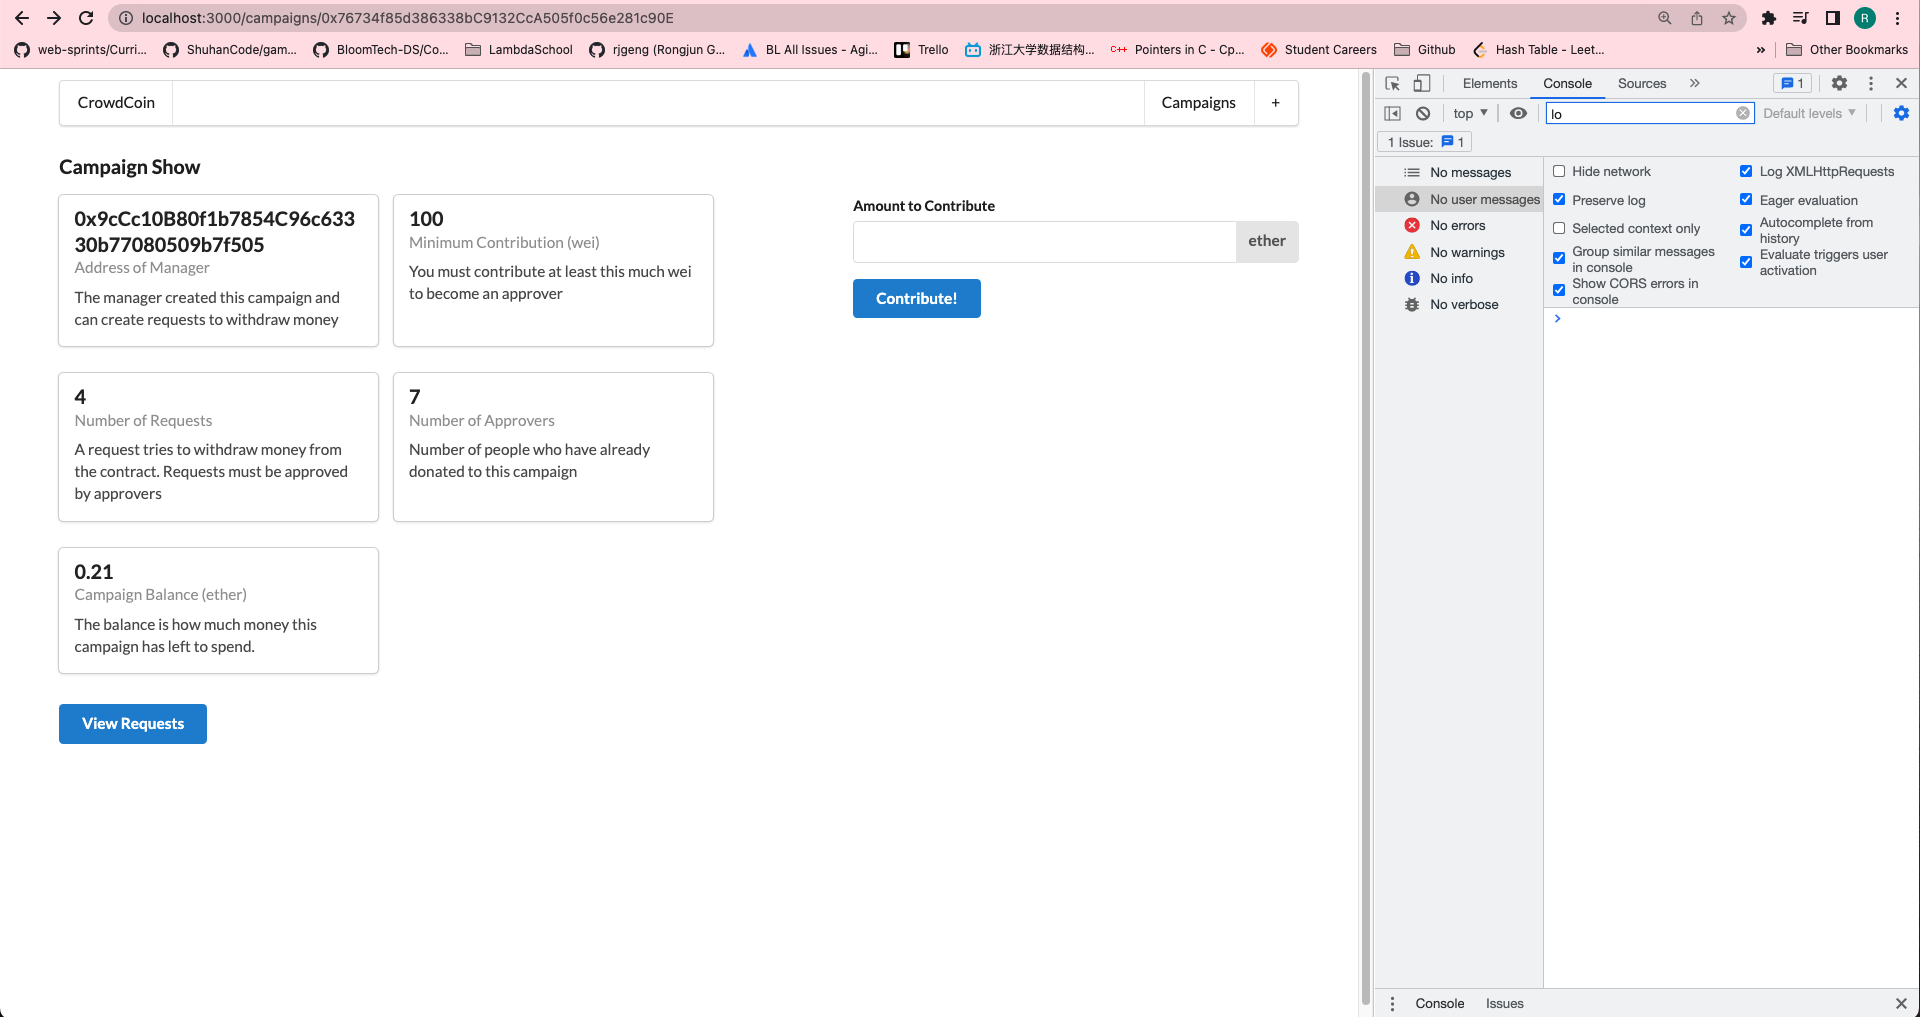 localhost:3000/campaigns/0x76734f85d386338bC9132CcA505f0c56e281c90E
R
web-sprints/Curri...
ShuhanCode/gam...
BloomTech-DS/Co...
LambdaSchool
rjgeng (Rongjun G...
BL All Issues - Agi...
Trello
浙江大学数据结构...
C++ Pointers in C - Cp...
Student Careers
Github
Hash Table - Leet...
»
Other Bookmarks
CrowdCoin
Campaigns
+
Campaign Show
0x9cCc10B80f1b7854C96c633
30b77080509b7f505
Address of Manager
The manager created this campaign and
can create requests to withdraw money
100
Minimum Contribution (wei)
You must contribute at least this much wei
to become an approver
4
Number of Requests
A request tries to withdraw money from
the contract. Requests must be approved
by approvers
7
Number of Approvers
Number of people who have already
donated to this campaign
0.21
Campaign Balance (ether)
The balance is how much money this
campaign has left to spend.
View Requests
Amount to Contribute
ether
Contribute!
Elements
Console
Sources
»
1
top
lo
Default levels
1 Issue: 1
No messages
No user messages
No errors
No warnings
No info
No verbose
Hide network
Preserve log
Selected context only
Group similar messages
in console
Show CORS errors in
console
Log XMLHttpRequests
Eager evaluation
Autocomplete from
history
Evaluate triggers user
activation
>
Console
Issues